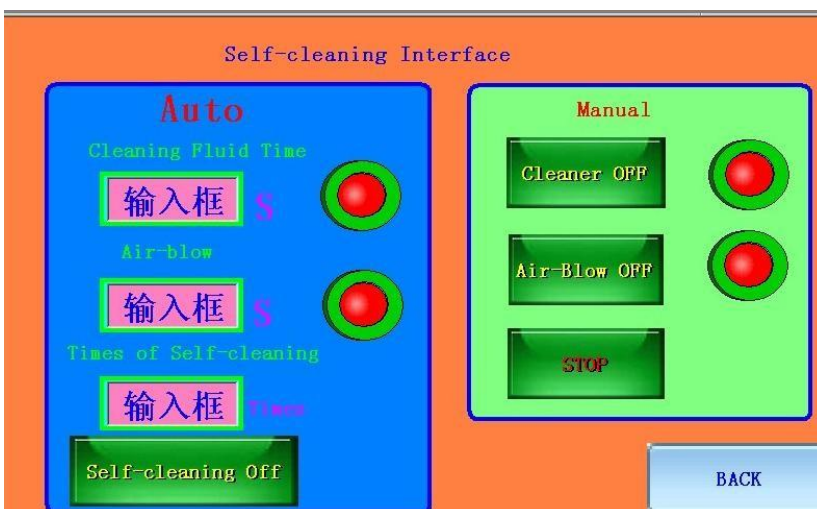 Self-cleaning Interface
Auto
Cleaning Fluid Time
输入框 S
Air-blow
输入框 S
Times of Self-cleaning
输入框 Times
Self-cleaning Off
Manual
Cleaner OFF
Air-Blow OFF
STOP
BACK